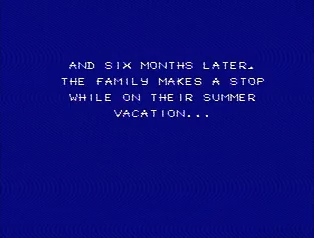 AND SIX MONTHS LATER,
THE FAMILY MAKES A STOP
WHILE ON THEIR SUMMER
VACATION...